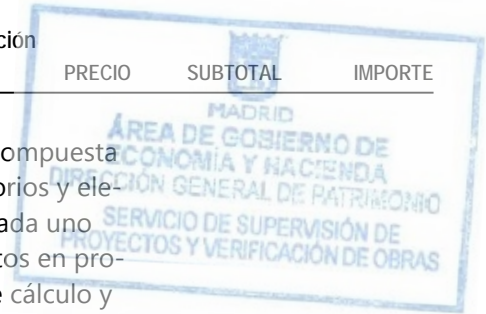 ción
PRECIO SUBTOTAL IMPORTE
MADRID
ÁREA DE GOBIERNO DE
ECONOMÍA Y HACIENDA
DIRECCIÓN GENERAL DE PATRIMONIO
SERVICIO DE SUPERVISIÓN DE
PROYECTOS Y VERIFICACIÓN DE OBRAS
ompuesta
orios y ele-
ada uno
tos en pro-
e cálculo y